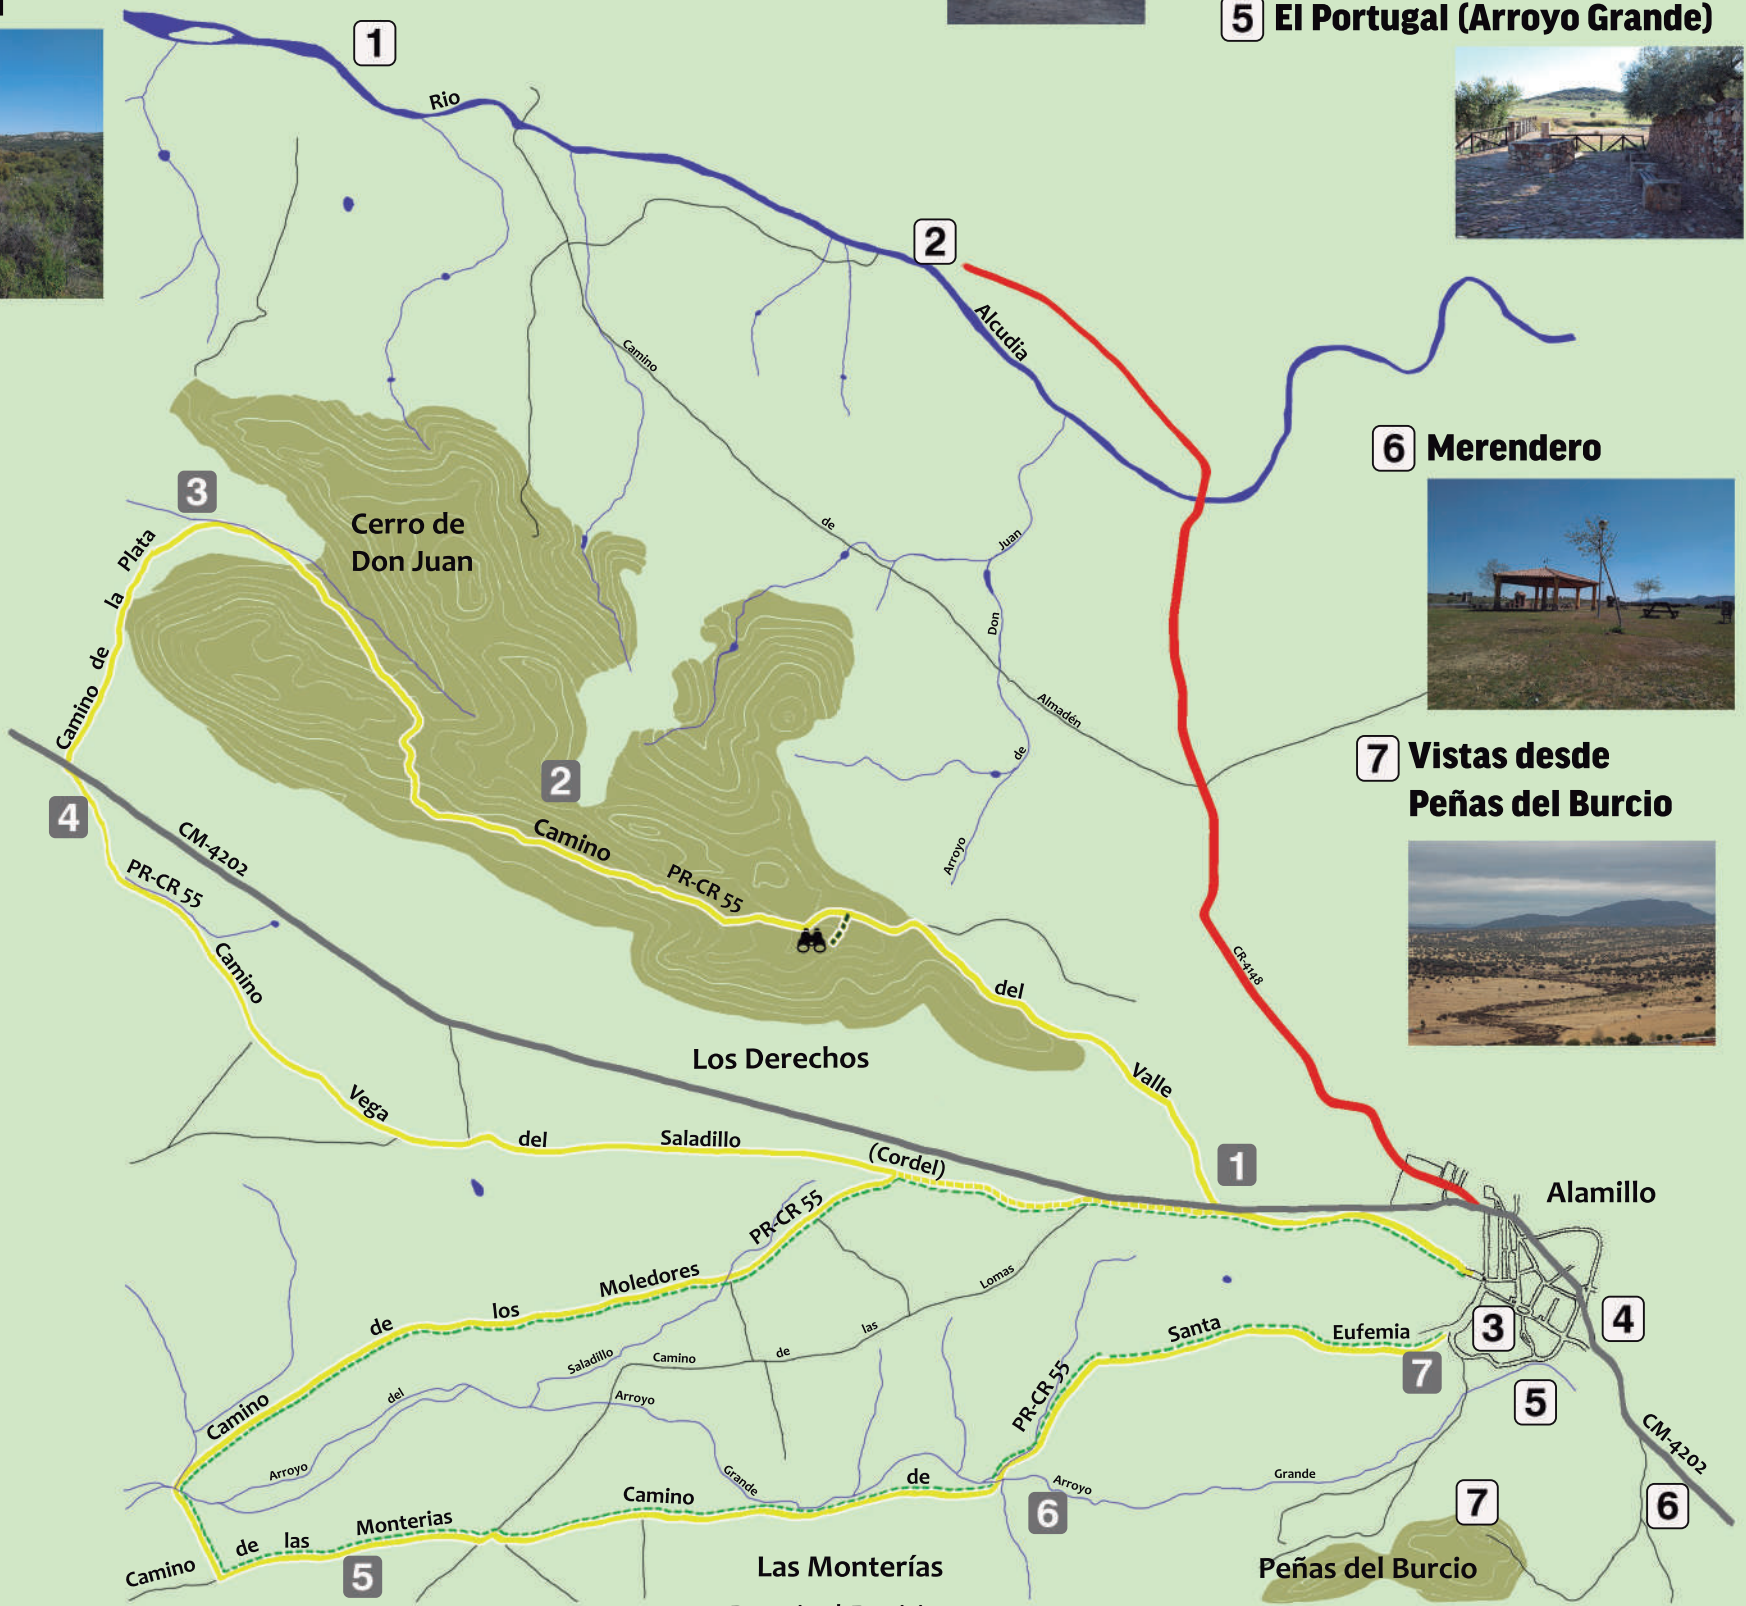 5 El Portugal (Arroyo Grande)
1
Rio
2
Alcudia
Camino
6 Merendero
3
Cerro de
Don Juan
de
Juan
Plata
la
de
Camino
Don
Almadén
de
7 Vistas desde
Peñas del Burcio
2
4
CM-4202
Camino
PR-CR 55
Arroyo
PR-CR 55
Camino
CR-4148
del
Los Derechos
Valle
Vega
del
Saladillo
(Cordel)
1
Alamillo
PR-CR 55
Moledores
los
de
Lomas
las
de
Camino
Saladillo
Santa
Eufemia
3
4
7
5
del
Arroyo
Camino
PR-CR 55
CM-4202
Arroyo
Grande
de
Arroyo
Grande
6
7
6
Camino
Monterias
las
de
Camino
5
Las Monterías
Peñas del Burcio